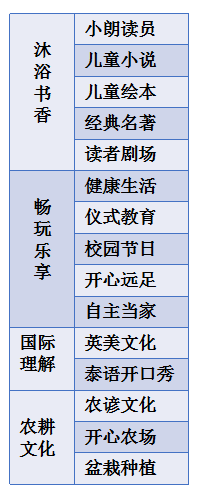 沐浴书香
小朗读员
儿童小说
儿童绘本
经典名著
读者剧场
畅玩乐享
健康生活
仪式教育
校园节日
开心远足
自主当家
国际
理解
英美文化
泰语开口秀
农耕
文化
农谚文化
开心农场
盆栽种植